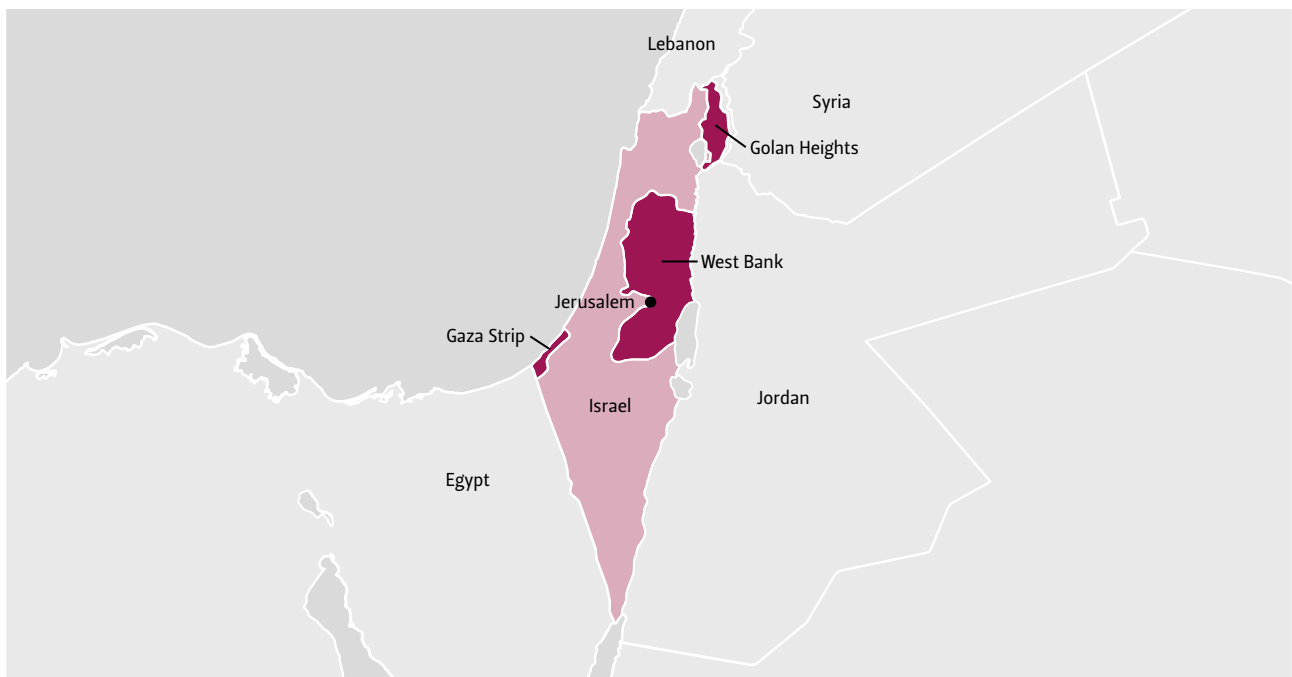 Lebanon
Syria
Golan Heights
West Bank
Jerusalem
Gaza Strip
Israel
Jordan
Egypt